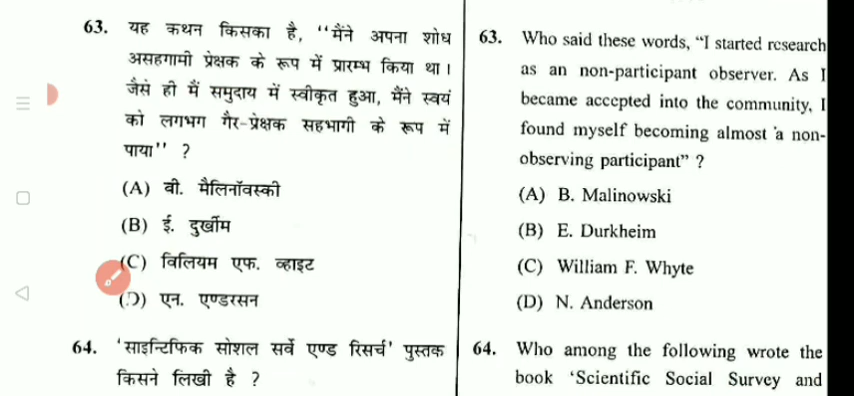 63. यह कथन किसका है, ‘‘मैंने अपना शोध
असहगामी प्रेक्षक के रूप में प्रारम्भ किया था।
जैसे ही मैं समुदाय में स्वीकृत हुआ, मैंने स्वयं
को लगभग गैर-प्रेक्षक सहभागी के रूप में
पाया’’ ?
(A) बी. मैलिनॉवस्की
(B) ई. दुर्खीम
(C) विलियम एफ. व्हाइट
(D) एन. एण्डरसन
64. ‘साइन्टिफिक सोशल सर्वे एण्ड रिसर्च’ पुस्तक
किसने लिखी है ?
63. Who said these words, “I started research
as an non-participant observer. As I
became accepted into the community, I
found myself becoming almost a non-
observing participant” ?
(A) B. Malinowski
(B) E. Durkheim
(C) William F. Whyte
(D) N. Anderson
64. Who among the following wrote the
book ‘Scientific Social Survey and